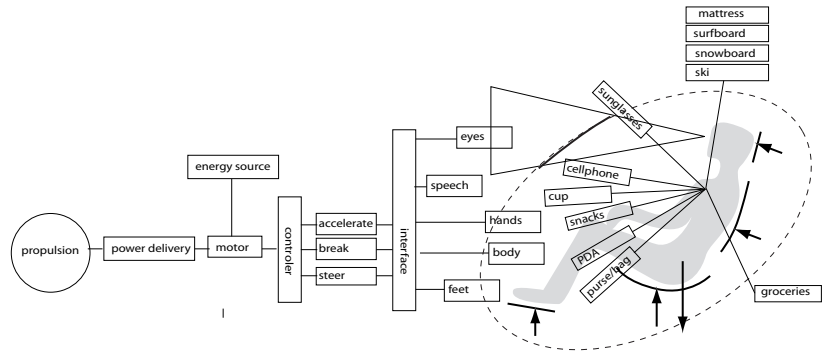 mattress
surfboard
snowboard
ski
sunglasses
eyes
energy source
cellphone
speech
cup
snacks
accelerate
hands
propulsion
power delivery
motor
controler
break
interface
body
PDA
steer
purse/bag
feet
groceries